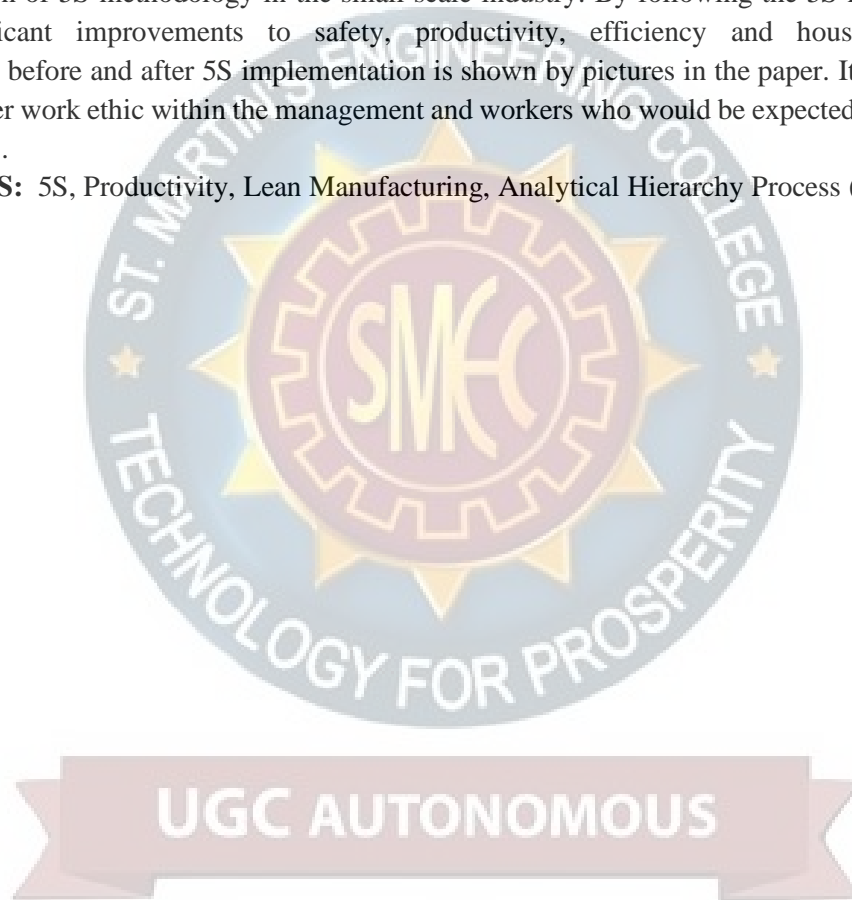 of 5S methodology in the small scale industry. By following the 5S
improvements to safety, productivity, efficiency and
before and after 5S implementation is shown by pictures in the paper. It
work ethic within the management and workers who would be expected
.
S: 5S, Productivity, Lean Manufacturing, Analytical Hierarchy Process (
ST. MARTIN'S ENGINEERING COLLEGE
SMEC
TECHNOLOGY FOR PROSPERITY
UGC AUTONOMOUS